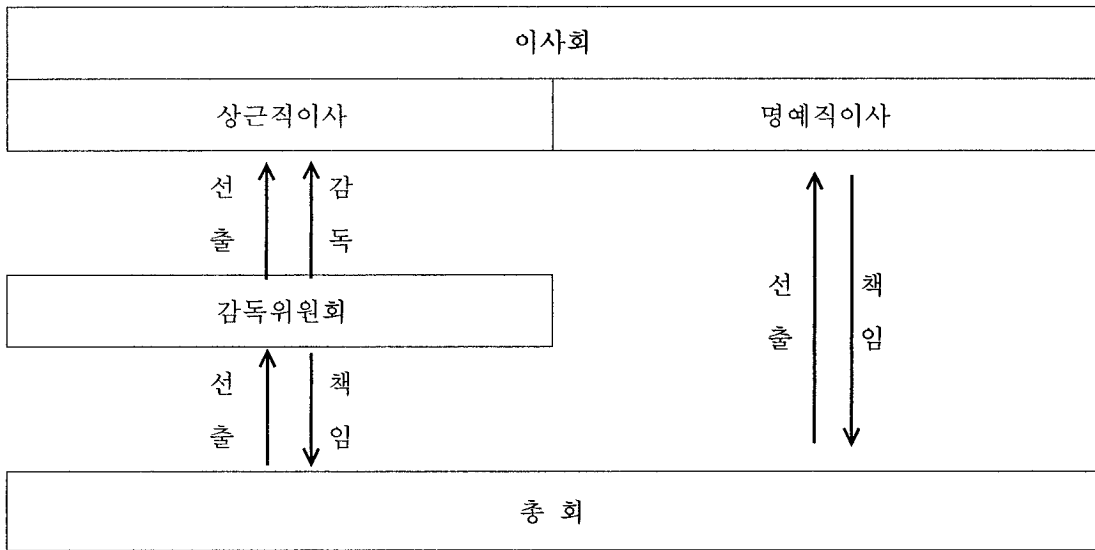 이사회
상근직이사 명예직이사
선출 감독
감독위원회
선출 책임
선출 책임
총 회